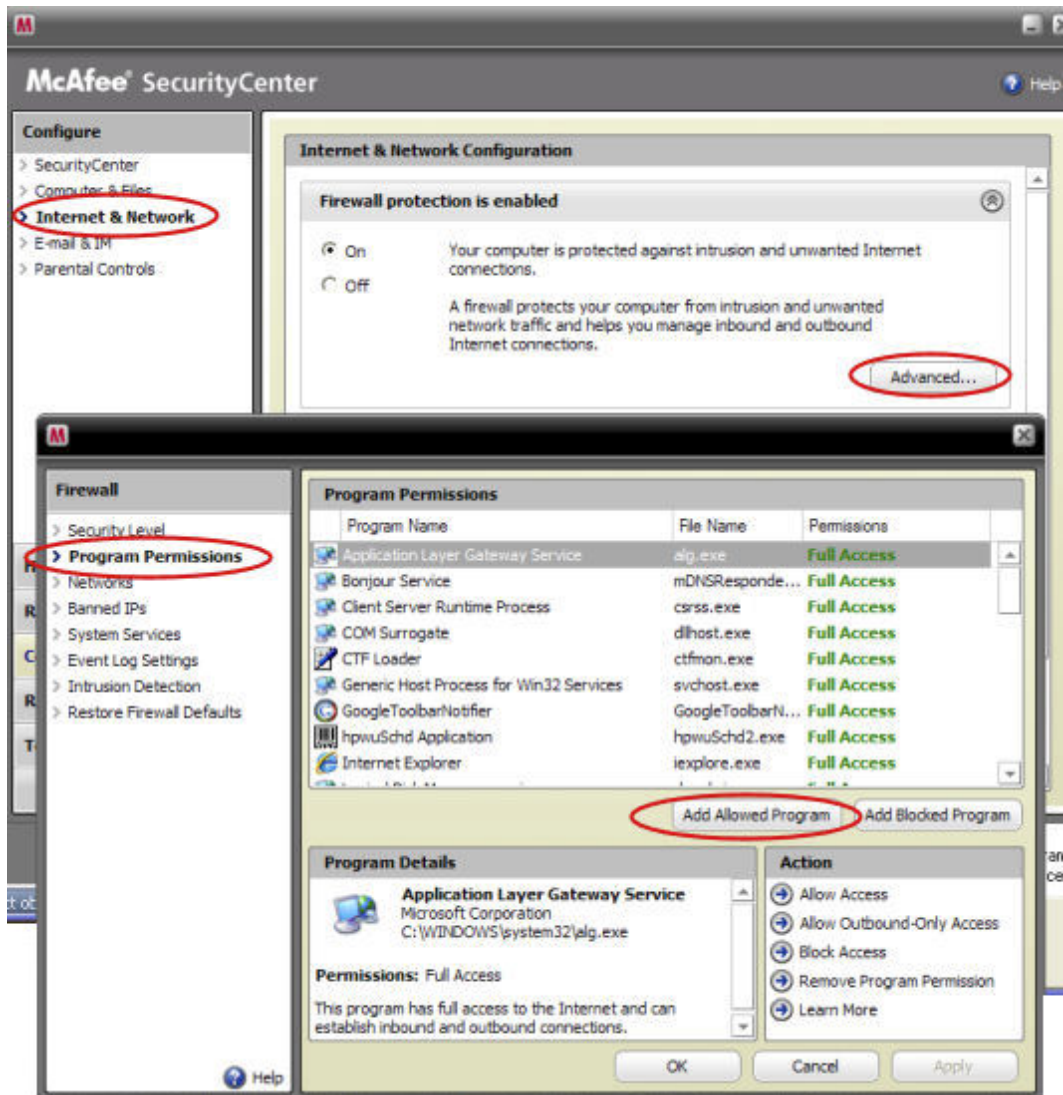 McAfee® SecurityCenter
Help
Configure
> SecurityCenter
> Computer & Files
> Internet & Network
> E-mail & IM
> Parental Controls
Internet & Network Configuration
Firewall protection is enabled
On
Off
Your computer is protected against intrusion and unwanted Internet
connections.
A firewall protects your computer from intrusion and unwanted
network traffic and helps you manage inbound and outbound
Internet connections.
Advanced...
Firewall
> Security Level
> Program Permissions
> Networks
> Banned IPs
> System Services
> Event Log Settings
> Intrusion Detection
> Restore Firewall Defaults
Help
Program Permissions
Program Name File Name Permissions
Application Layer Gateway Service alg.exe Full Access
Bonjour Service mDNSResponde... Full Access
Client Server Runtime Process csrss.exe Full Access
COM Surrogate dllhost.exe Full Access
CTF Loader ctfmon.exe Full Access
Generic Host Process for Win32 Services svchost.exe Full Access
GoogleToolbarNotifier GoogleToolbarN... Full Access
hpwuSchd Application hpwuSchd2.exe Full Access
Internet Explorer iexplore.exe Full Access
Add Allowed Program Add Blocked Program
Program Details
Application Layer Gateway Service
Microsoft Corporation
C:\WINDOWS\system32\alg.exe
Permissions: Full Access
This program has full access to the Internet and can
establish inbound and outbound connections.
Action
Allow Access
Allow Outbound-Only Access
Block Access
Remove Program Permission
Learn More
OK Cancel Apply